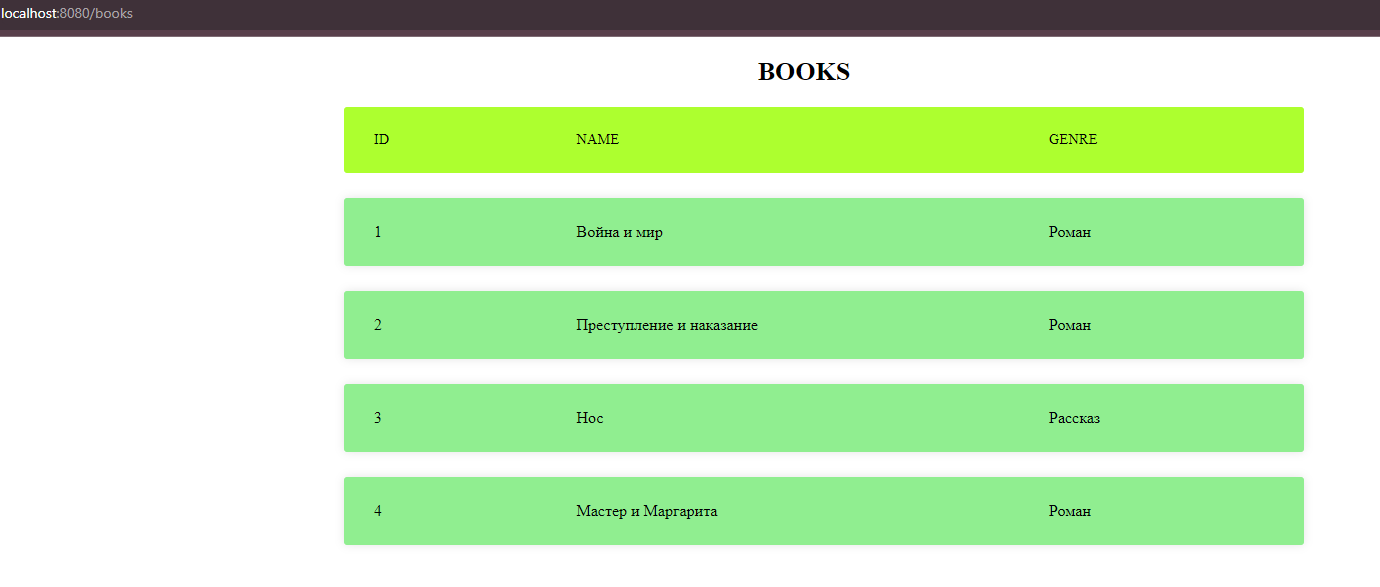 localhost:8080/books
BOOKS
ID NAME GENRE
1 Война и мир Роман
2 Преступление и наказание Роман
3 Нос Рассказ
4 Мастер и Маргарита Роман